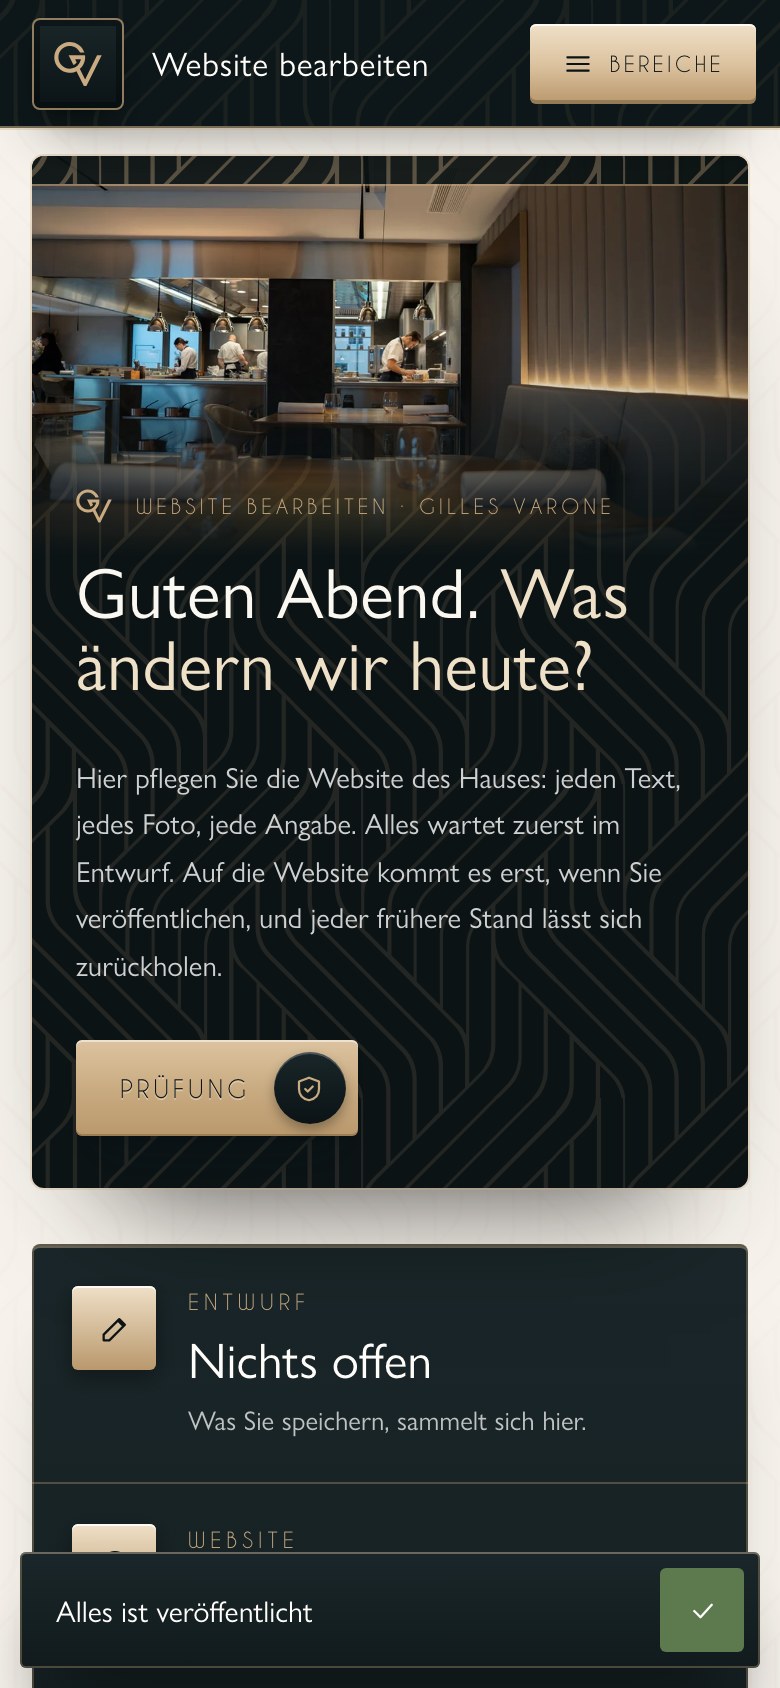 GV
Website bearbeiten
BEREICHE
GV
WEBSITE BEARBEITEN · GILLES VARONE
Guten Abend. Was
ändern wir heute?
Hier pflegen Sie die Website des Hauses: jeden Text,
jedes Foto, jede Angabe. Alles wartet zuerst im
Entwurf. Auf die Website kommt es erst, wenn Sie
veröffentlichen, und jeder frühere Stand lässt sich
zurückholen.
PRÜFUNG
ENTWURF
Nichts offen
Was Sie speichern, sammelt sich hier.
WEBSITE
Alles ist veröffentlicht